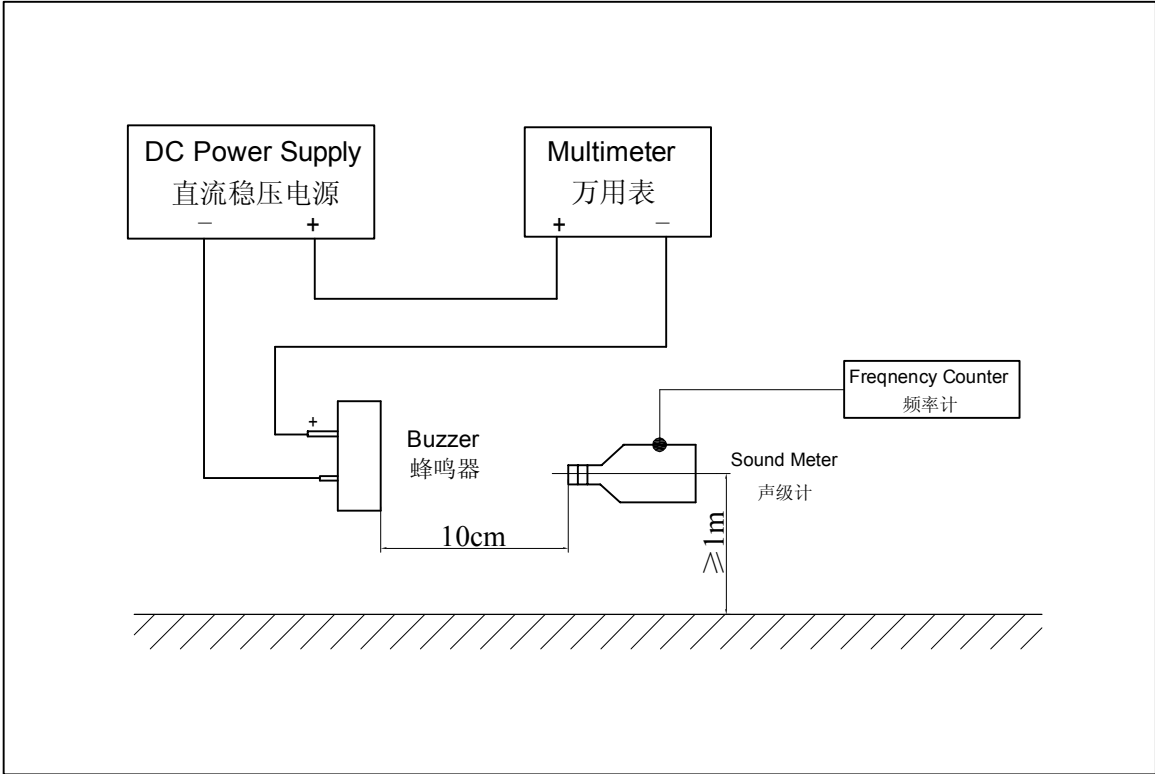 DC Power Supply
直流稳压电源
− +
Multimeter
万用表
+ −
Freqnency Counter
频率计
+
Buzzer
蜂鸣器
Sound Meter
声级计
10cm
≥1m